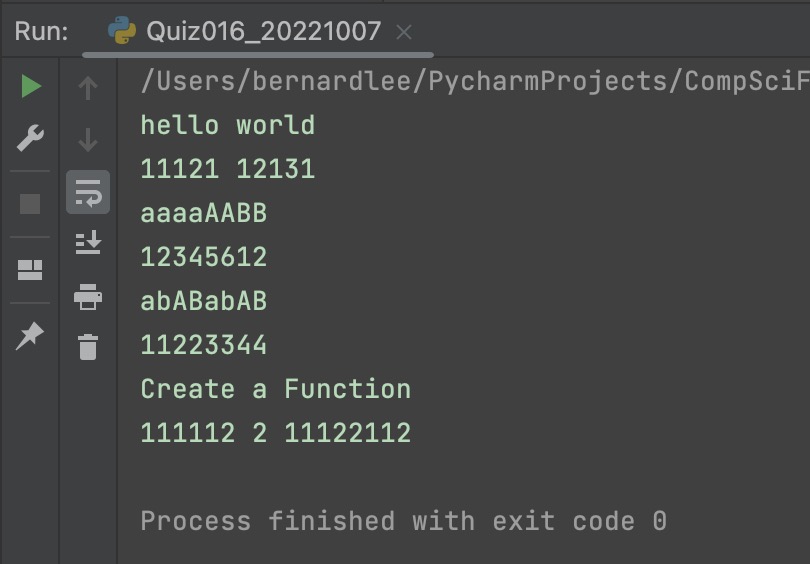 Run: Quiz016_20221007
/Users/bernardlee/PycharmProjects/CompSciF
hello world
11121 12131
aaaaAABB
12345612
abABabAB
11223344
Create a Function
111112 2 11122112
Process finished with exit code 0